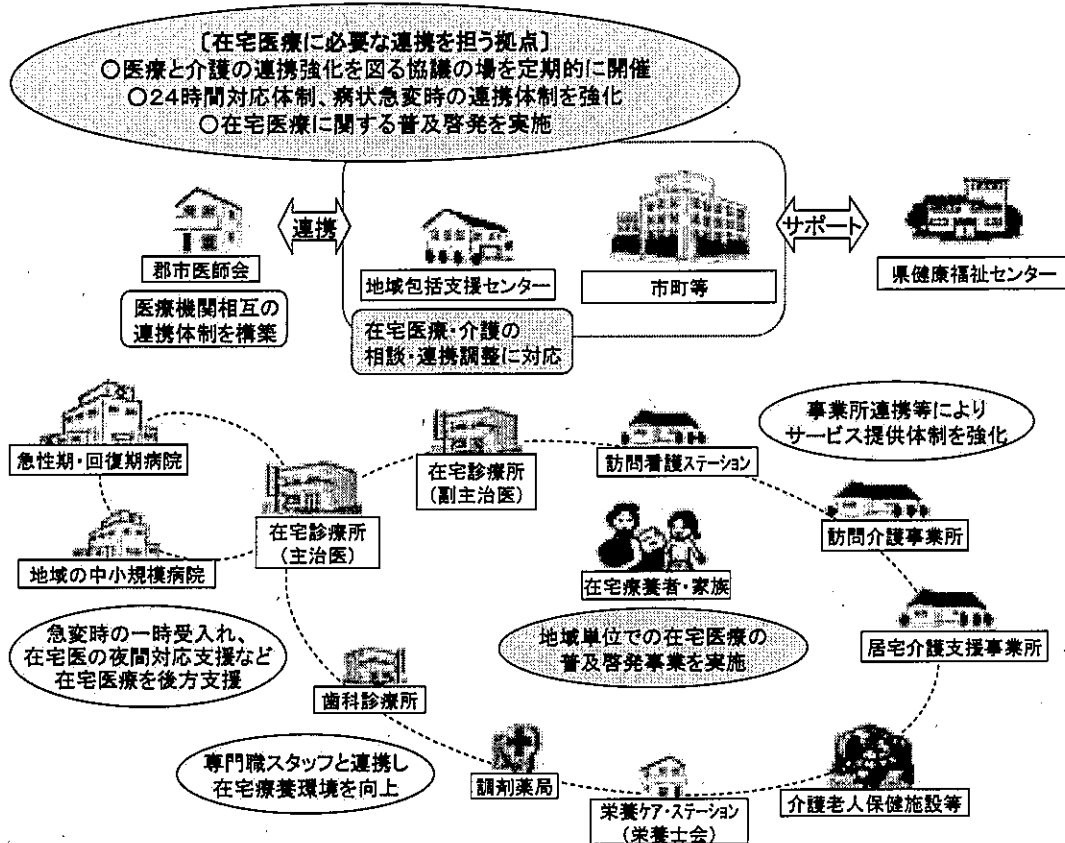 〔在宅医療に必要な連携を担う拠点〕
○医療と介護の連携強化を図る協議の場を定期的に開催
○24時間対応体制、病状急変時の連携体制を強化
○在宅医療に関する普及啓発を実施
連携
サポート
郡市医師会
地域包括支援センター
市町等
県健康福祉センター
医療機関相互の
連携体制を構築
在宅医療・介護の
相談・連携調整に対応
事業所連携等により
サービス提供体制を強化
急性期・回復期病院
在宅診療所
(副主治医)
訪問看護ステーション
在宅診療所
(主治医)
訪問介護事業所
地域の中小規模病院
在宅療養者・家族
急変時の一時受入れ、
在宅医の夜間対応支援など
在宅医療を後方支援
地域単位での在宅医療の
普及啓発事業を実施
居宅介護支援事業所
歯科診療所
専門職スタッフと連携し
在宅療養環境を向上
調剤薬局
栄養ケア・ステーション
(栄養士会)
介護老人保健施設等